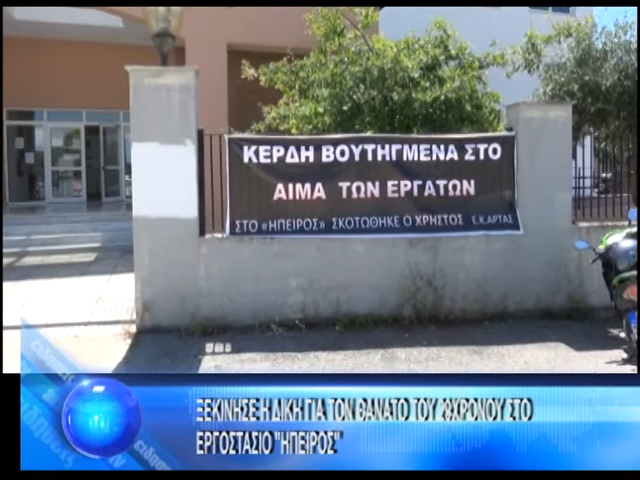 ΚΕΡΔΗ ΒΟΥΤΗΓΜΕΝΑ ΣΤΟ
ΑΙΜΑ ΤΩΝ ΕΡΓΑΤΩΝ
ΣΤΟ «ΗΠΕΙΡΟΣ» ΣΚΟΤΩΘΗΚΕ Ο ΧΡΗΣΤΟΣ Ε.Κ.ΑΡΤΑΣ
ΞΕΚΙΝΗΣΕ Η ΔΙΚΗ ΓΙΑ ΤΟΝ ΘΑΝΑΤΟ ΤΟΥ 29ΧΡΟΝΟΥ ΣΤΟ
ΕΡΓΟΣΤΑΣΙΟ "ΗΠΕΙΡΟΣ"